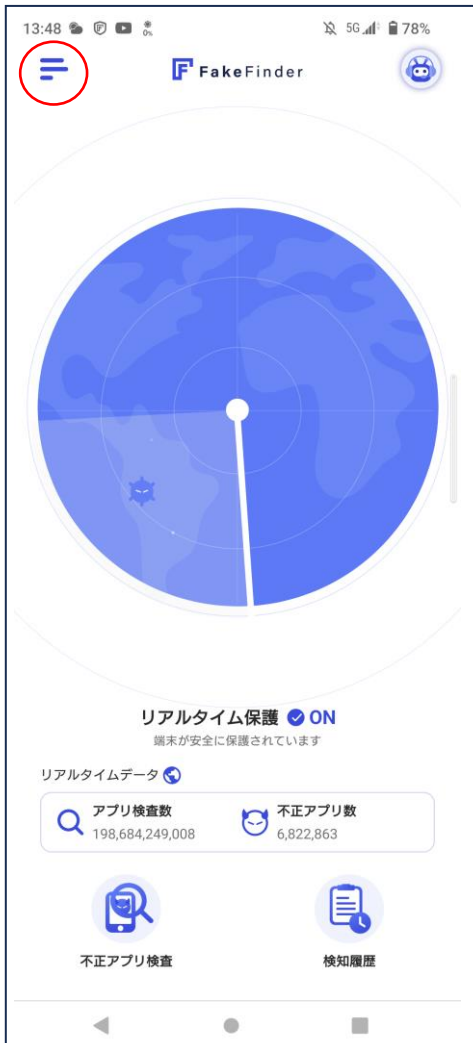 13:48 0% 5G 78%
FakeFinder
リアルタイム保護 ON
端末が安全に保護されています
リアルタイムデータ
アプリ検査数 不正アプリ数
198,684,249,008 6,822,863
不正アプリ検査 検知履歴